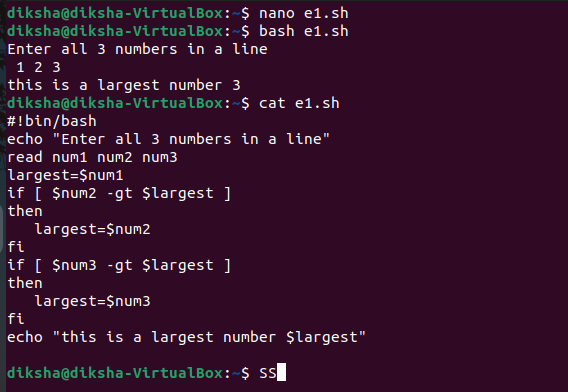 diksha@diksha-VirtualBox:~$ nano e1.sh
diksha@diksha-VirtualBox:~$ bash e1.sh
Enter all 3 numbers in a line
 1 2 3
this is a largest number 3
diksha@diksha-VirtualBox:~$ cat e1.sh
#!bin/bash
echo "Enter all 3 numbers in a line"
read num1 num2 num3
largest=$num1
if [ $num2 -gt $largest ]
then
   largest=$num2
fi
if [ $num3 -gt $largest ]
then
   largest=$num3
fi
echo "this is a largest number $largest"

diksha@diksha-VirtualBox:~$ SS